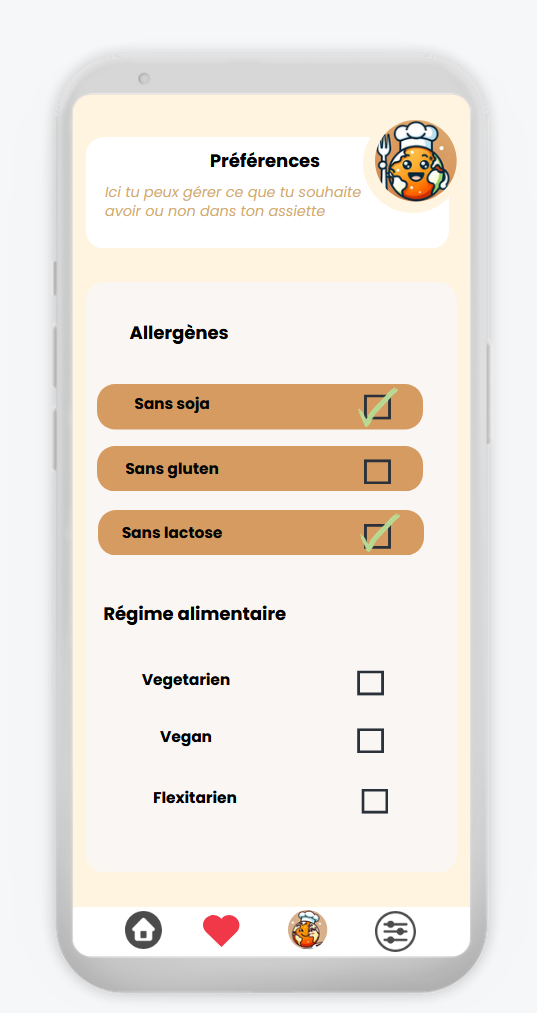 Préférences
Ici tu peux gérer ce que tu souhaite
avoir ou non dans ton assiette
Allergènes
Sans soja
Sans gluten
Sans lactose
Régime alimentaire
Vegetarien
Vegan
Flexitarien